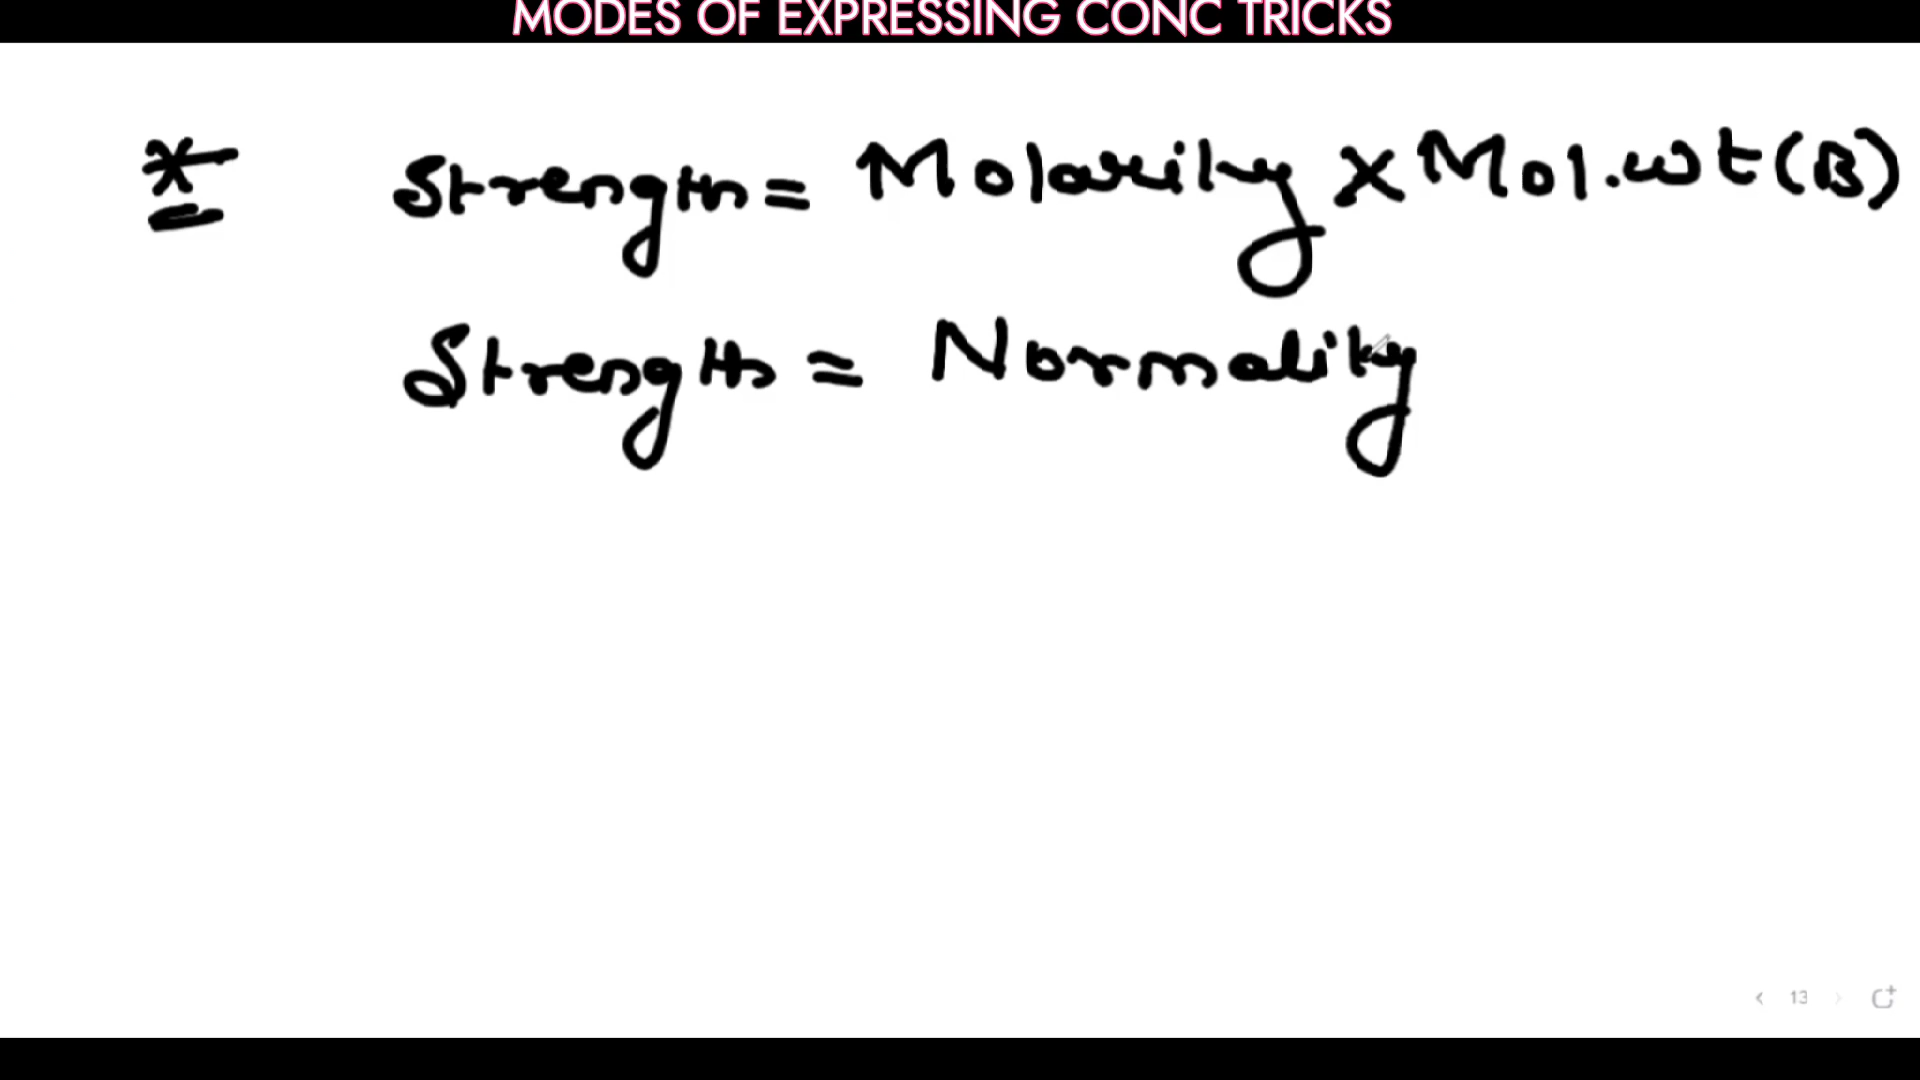 MODES OF EXPRESSING CONC TRICKS
* Strength = Molarity × Mol.wt (B)
Strength = Normality
< 13 >